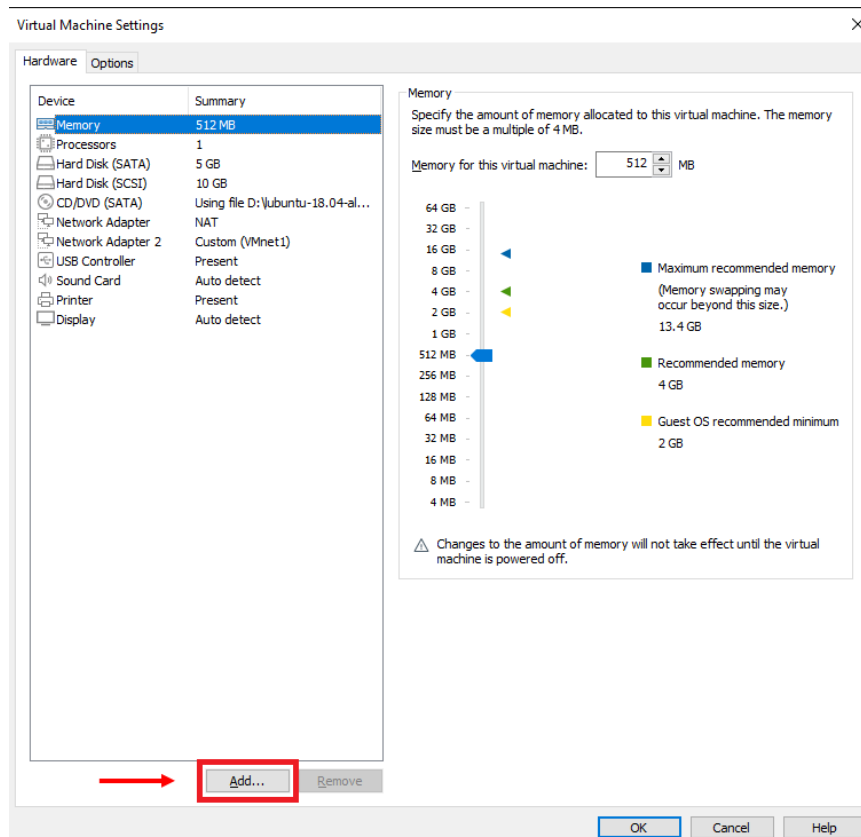 Virtual Machine Settings
Hardware Options
Device Summary
Memory 512 MB
Processors 1
Hard Disk (SATA) 5 GB
Hard Disk (SCSI) 10 GB
CD/DVD (SATA) Using file D:\lubuntu-18.04-al...
Network Adapter NAT
Network Adapter 2 Custom (VMnet1)
USB Controller Present
Sound Card Auto detect
Printer Present
Display Auto detect
Add... Remove
Memory
Specify the amount of memory allocated to this virtual machine. The memory
size must be a multiple of 4 MB.
Memory for this virtual machine: 512 MB
64 GB
32 GB
16 GB
8 GB
4 GB
2 GB
1 GB
512 MB
256 MB
128 MB
64 MB
32 MB
16 MB
8 MB
4 MB
Maximum recommended memory
(Memory swapping may
occur beyond this size.)
13.4 GB
Recommended memory
4 GB
Guest OS recommended minimum
2 GB
Changes to the amount of memory will not take effect until the virtual
machine is powered off.
OK Cancel Help